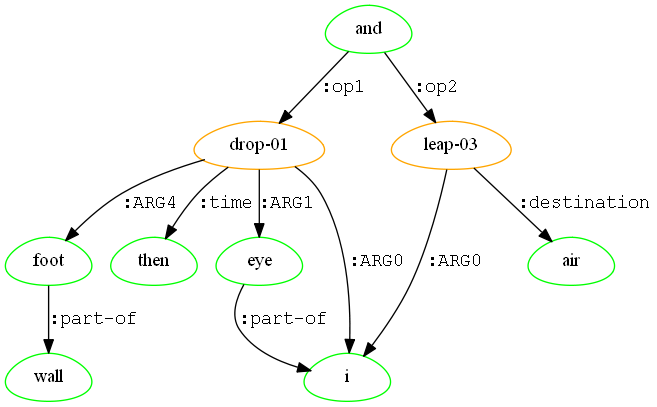 and
:op1 :op2
drop-01 leap-03
:ARG4 :time :ARG1 :destination
foot then eye :ARG0 :ARG0 air
:part-of :part-of
wall i